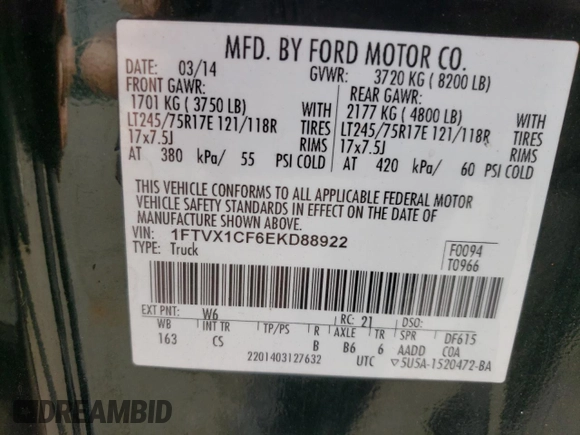 MFD. BY FORD MOTOR CO.
DATE: 03/14 GVWR: 3720 KG ( 8200 LB)
FRONT GAWR: REAR GAWR:
1701 KG ( 3750 LB) WITH 2177 KG ( 4800 LB) WITH
LT245/75R17E 121/118R TIRES LT245/75R17E 121/118R TIRES
17x7.5J RIMS 17x7.5J RIMS
AT 380 kPa/ 55 PSI COLD AT 420 kPa/ 60 PSI COLD
THIS VEHICLE CONFORMS TO ALL APPLICABLE FEDERAL MOTOR
VEHICLE SAFETY STANDARDS IN EFFECT ON THE DATE OF
MANUFACTURE SHOWN ABOVE.
VIN: 1FTVX1CF6EKD88922
TYPE: Truck
F0094
T0966
EXT PNT: W6 RC: 21 DSO:
WB INT TR TP/PS R AXLE TR SPR DF615
163 CS B B6 6 AADD COA
2201403127632 UTC ▽5U5A-1520472-BA
DREAMBID